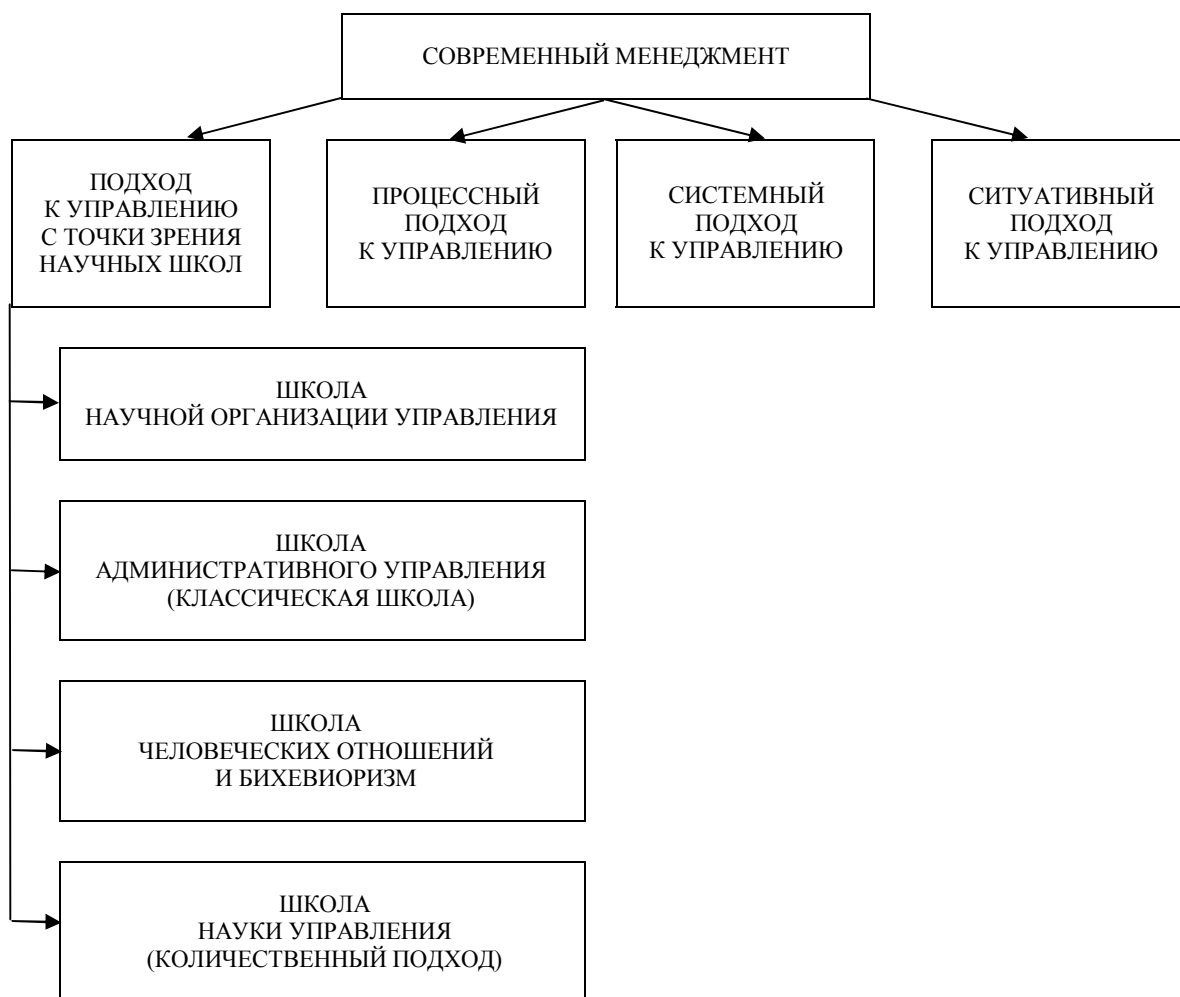 СОВРЕМЕННЫЙ МЕНЕДЖМЕНТ
ПОДХОД
К УПРАВЛЕНИЮ
С ТОЧКИ ЗРЕНИЯ
НАУЧНЫХ ШКОЛ
ПРОЦЕССНЫЙ
ПОДХОД
К УПРАВЛЕНИЮ
СИСТЕМНЫЙ
ПОДХОД
К УПРАВЛЕНИЮ
СИТУАТИВНЫЙ
ПОДХОД
К УПРАВЛЕНИЮ
ШКОЛА
НАУЧНОЙ ОРГАНИЗАЦИИ УПРАВЛЕНИЯ
ШКОЛА
АДМИНИСТРАТИВНОГО УПРАВЛЕНИЯ
(КЛАССИЧЕСКАЯ ШКОЛА)
ШКОЛА
ЧЕЛОВЕЧЕСКИХ ОТНОШЕНИЙ
И БИХЕВИОРИЗМ
ШКОЛА
НАУКИ УПРАВЛЕНИЯ
(КОЛИЧЕСТВЕННЫЙ ПОДХОД)